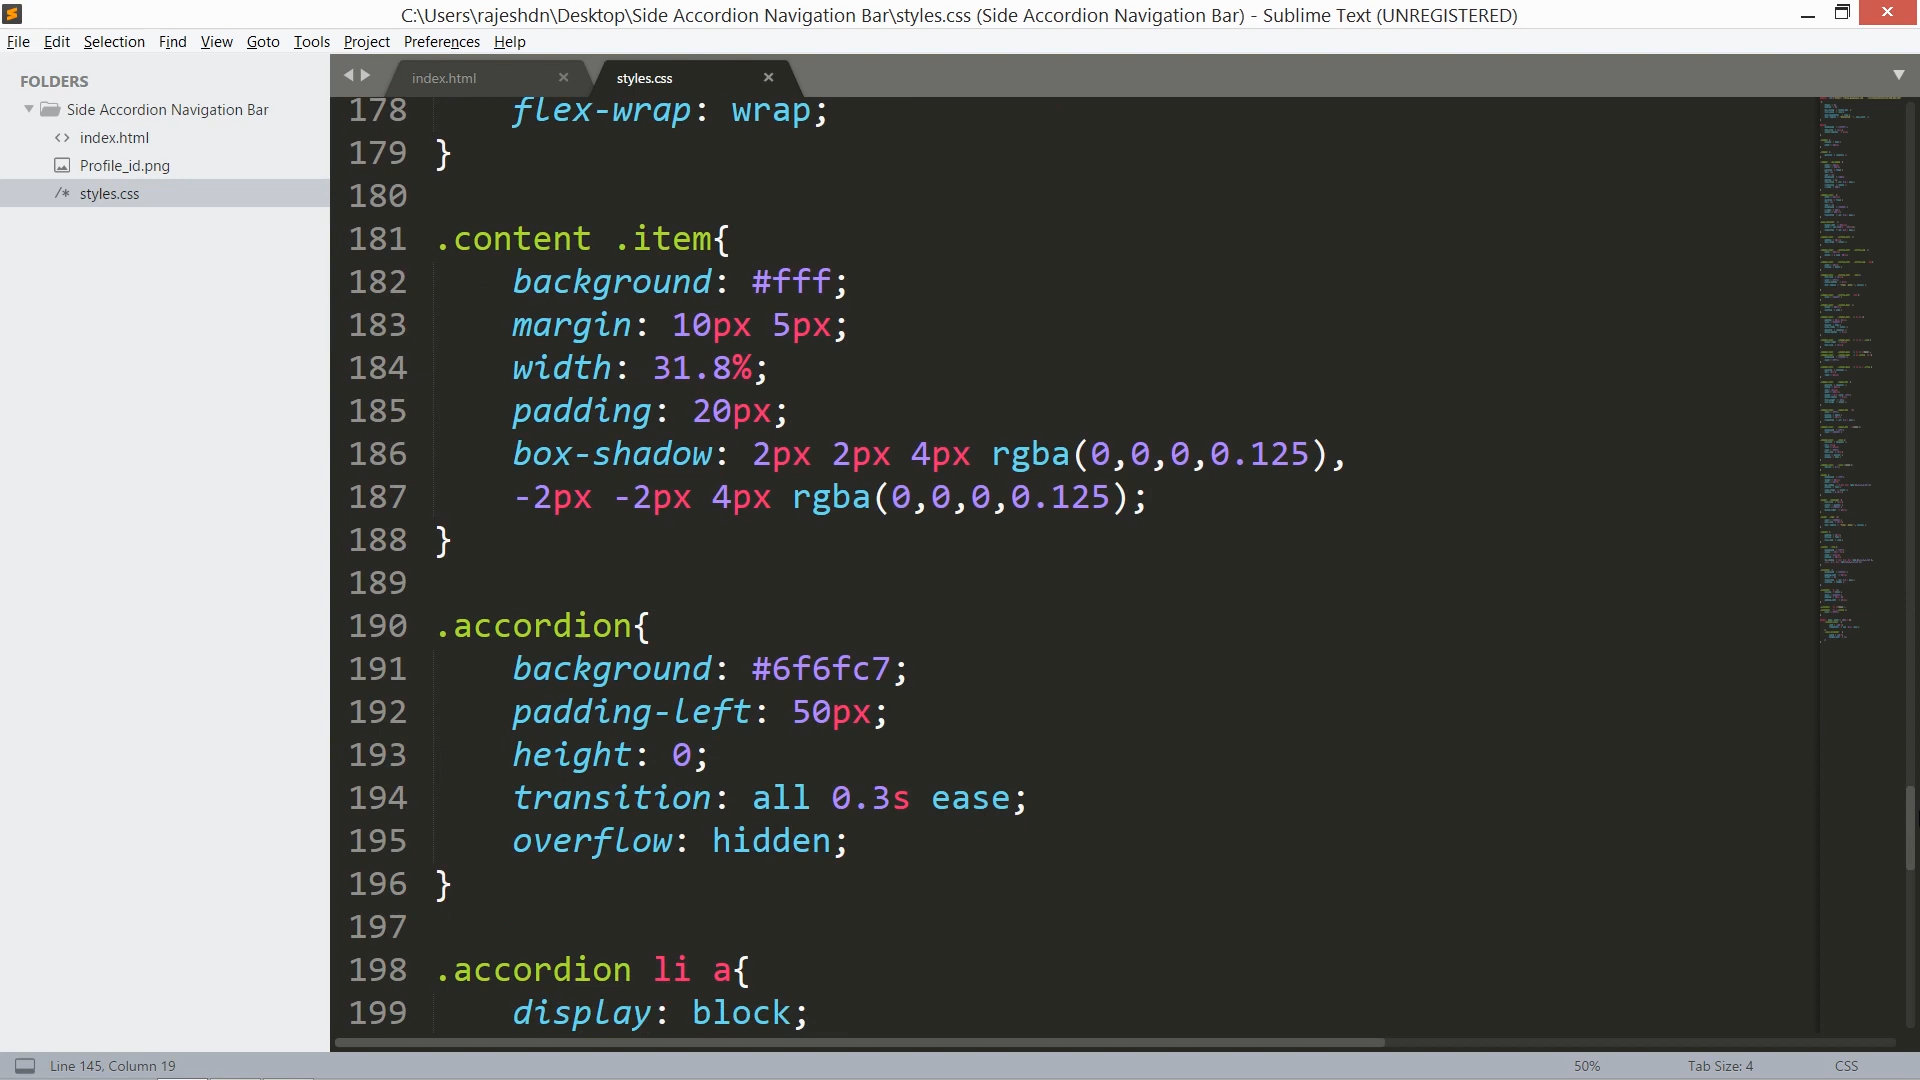 C:\Users\rajeshdn\Desktop\Side Accordion Navigation Bar\styles.css (Side Accordion Navigation Bar) - Sublime Text (UNREGISTERED)
File Edit Selection Find View Goto Tools Project Preferences Help
FOLDERS
Side Accordion Navigation Bar
<> index.html
Profile_id.png
/* styles.css
index.html × styles.css ×
178 flex-wrap: wrap;
179 }
180
181 .content .item{
182 background: #fff;
183 margin: 10px 5px;
184 width: 31.8%;
185 padding: 20px;
186 box-shadow: 2px 2px 4px rgba(0,0,0,0.125),
187 -2px -2px 4px rgba(0,0,0,0.125);
188 }
189
190 .accordion{
191 background: #6f6fc7;
192 padding-left: 50px;
193 height: 0;
194 transition: all 0.3s ease;
195 overflow: hidden;
196 }
197
198 .accordion li a{
199 display: block;
Line 145, Column 19 50% Tab Size: 4 CSS